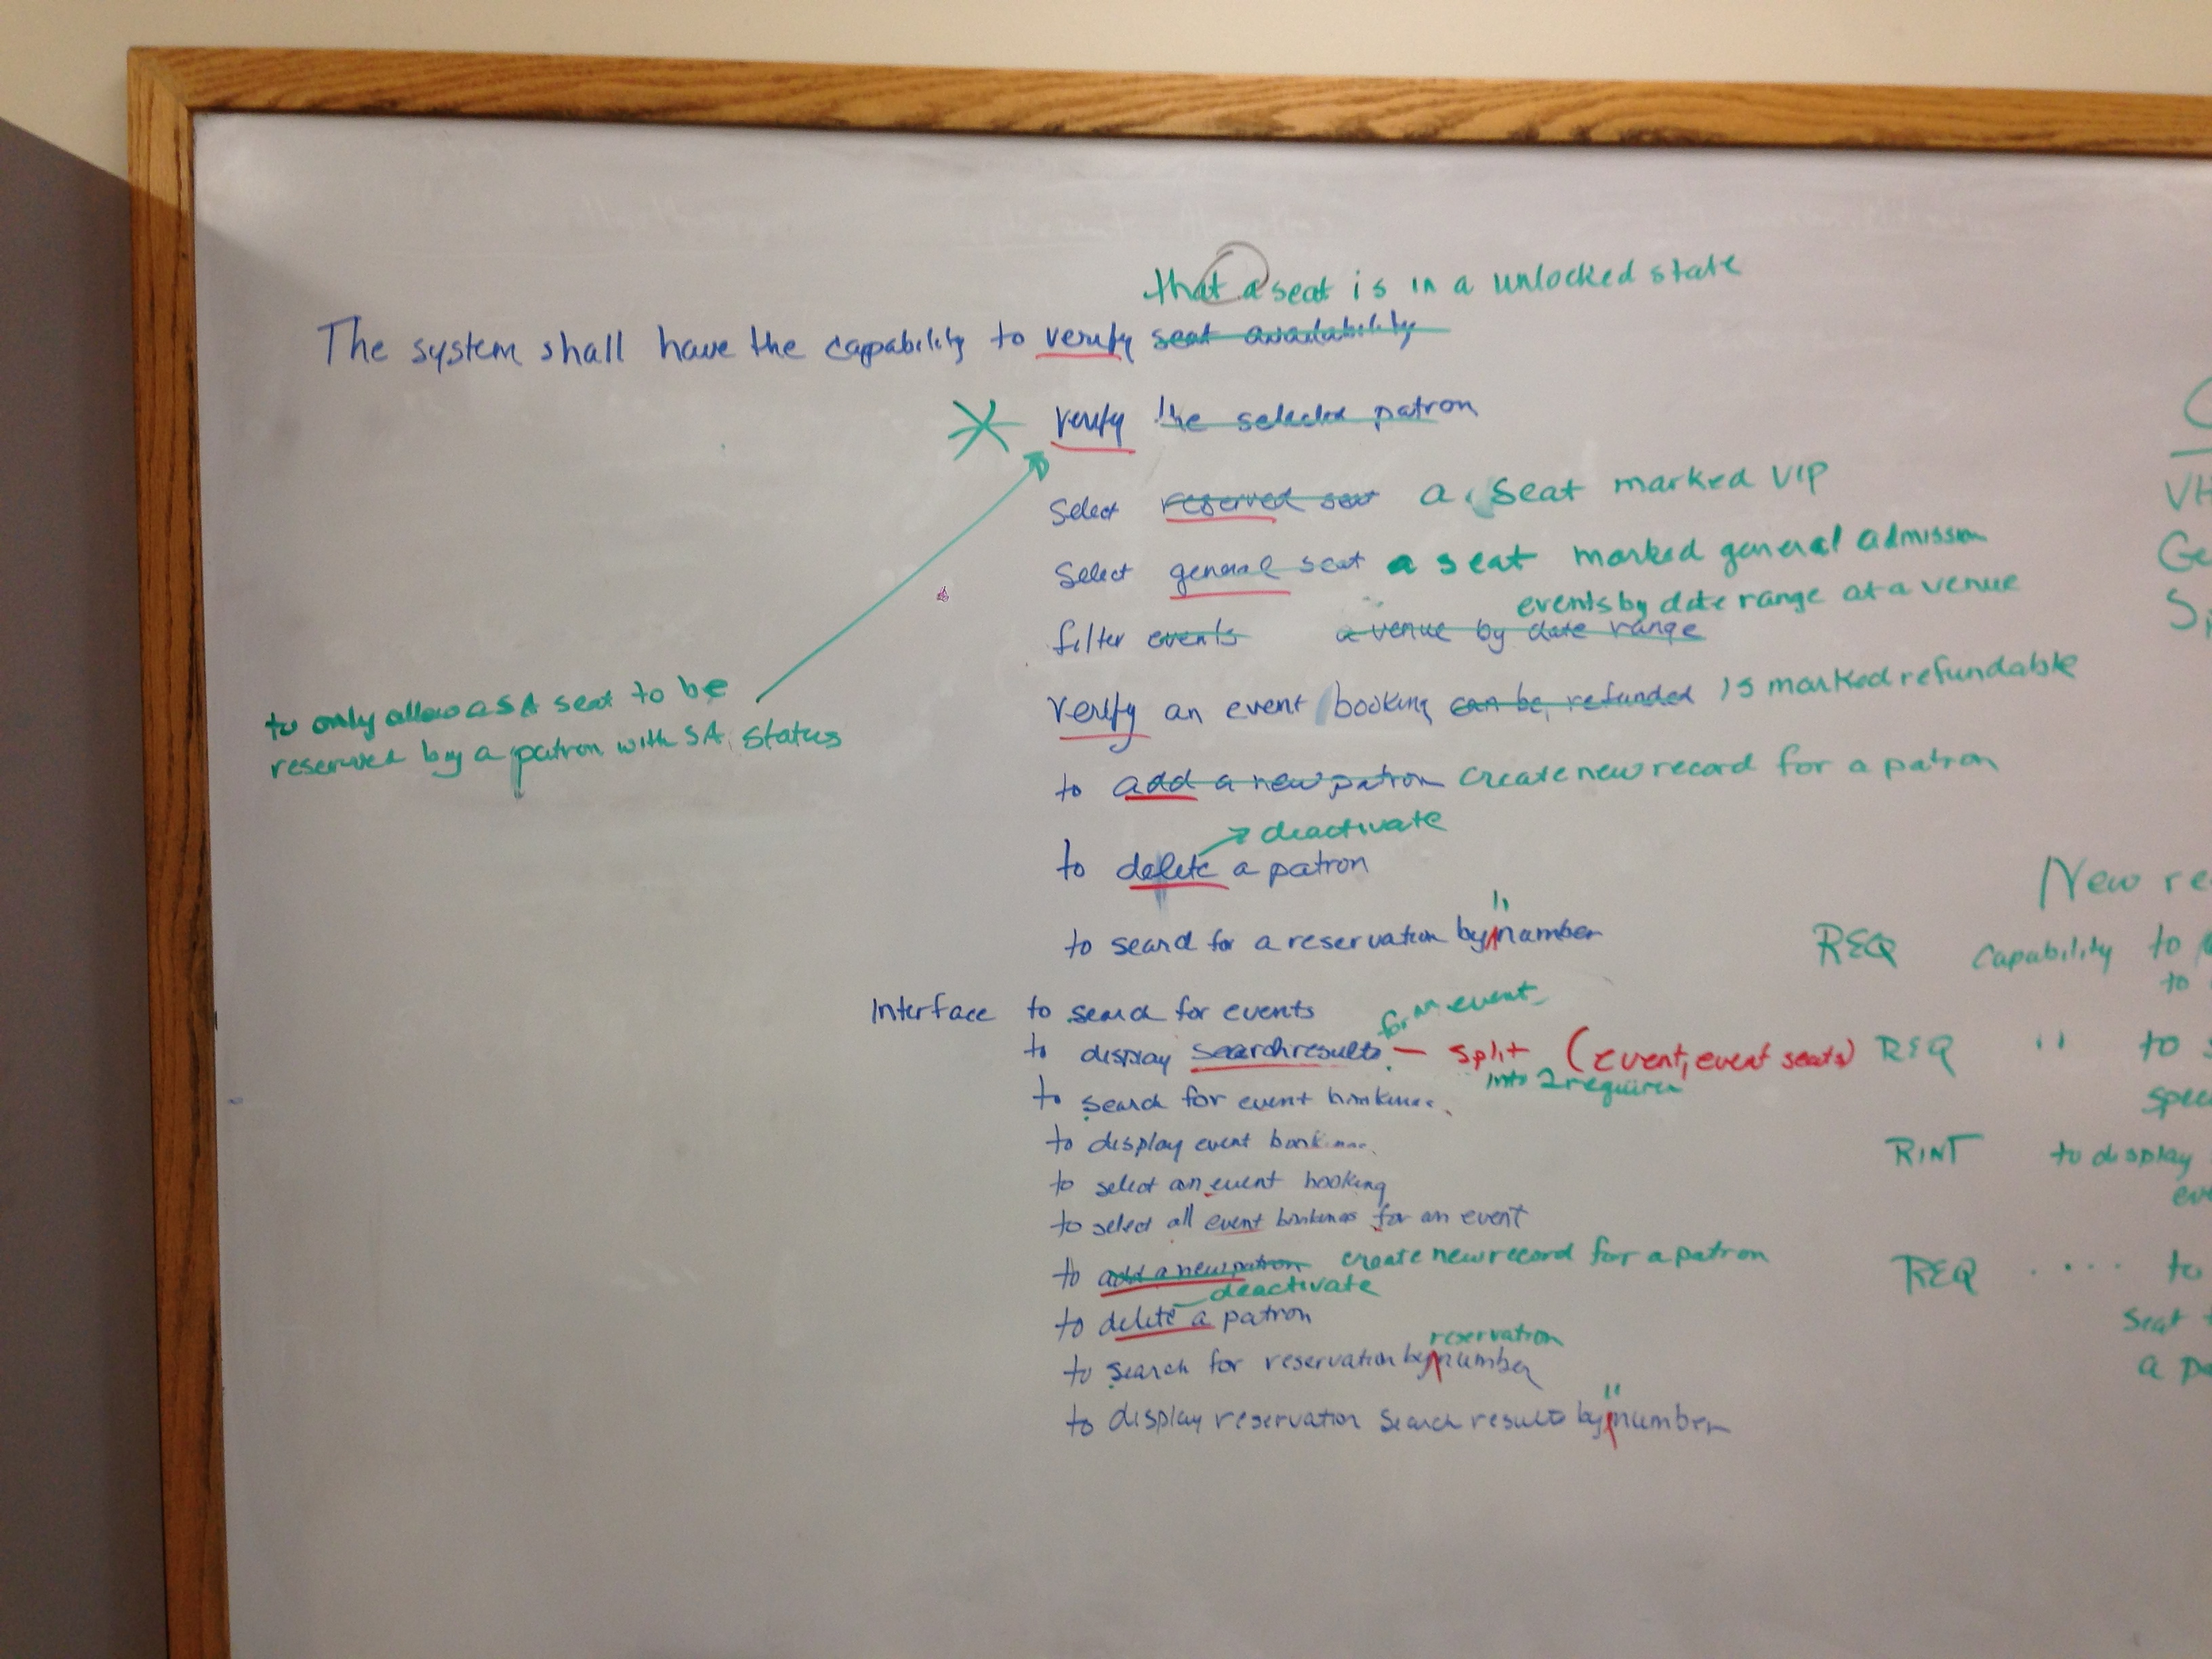 that a seat is in a unlocked state
The system shall have the capability to verify seat availability
verify the selected patron
Select reserved seat a seat marked VIP
Select general seat a seat marked general admission
events by date range at a venue
filter events a venue by date range
to only allow a SA seat to be
reserved by a patron with SA status
verify an event booking can be refunded is marked refundable
to add a new patron create new record for a patron
deactivate
to delete a patron
"
to search for a reservation by number
New re
REQ Capability to
to
Interface to search for events
for an event
to display search results — split (event, event seats)
into 2
REQ " to s
to search for event
spec
to display event
RINT to display
to select an event booking
eve
to select all event for an event
to add a new patron create new record for a patron
REQ .... to
deactivate
to delete a patron
seat
reservation
to search for reservation by number
a pa
"
to display reservation search result by number
VI
Ge
Sp